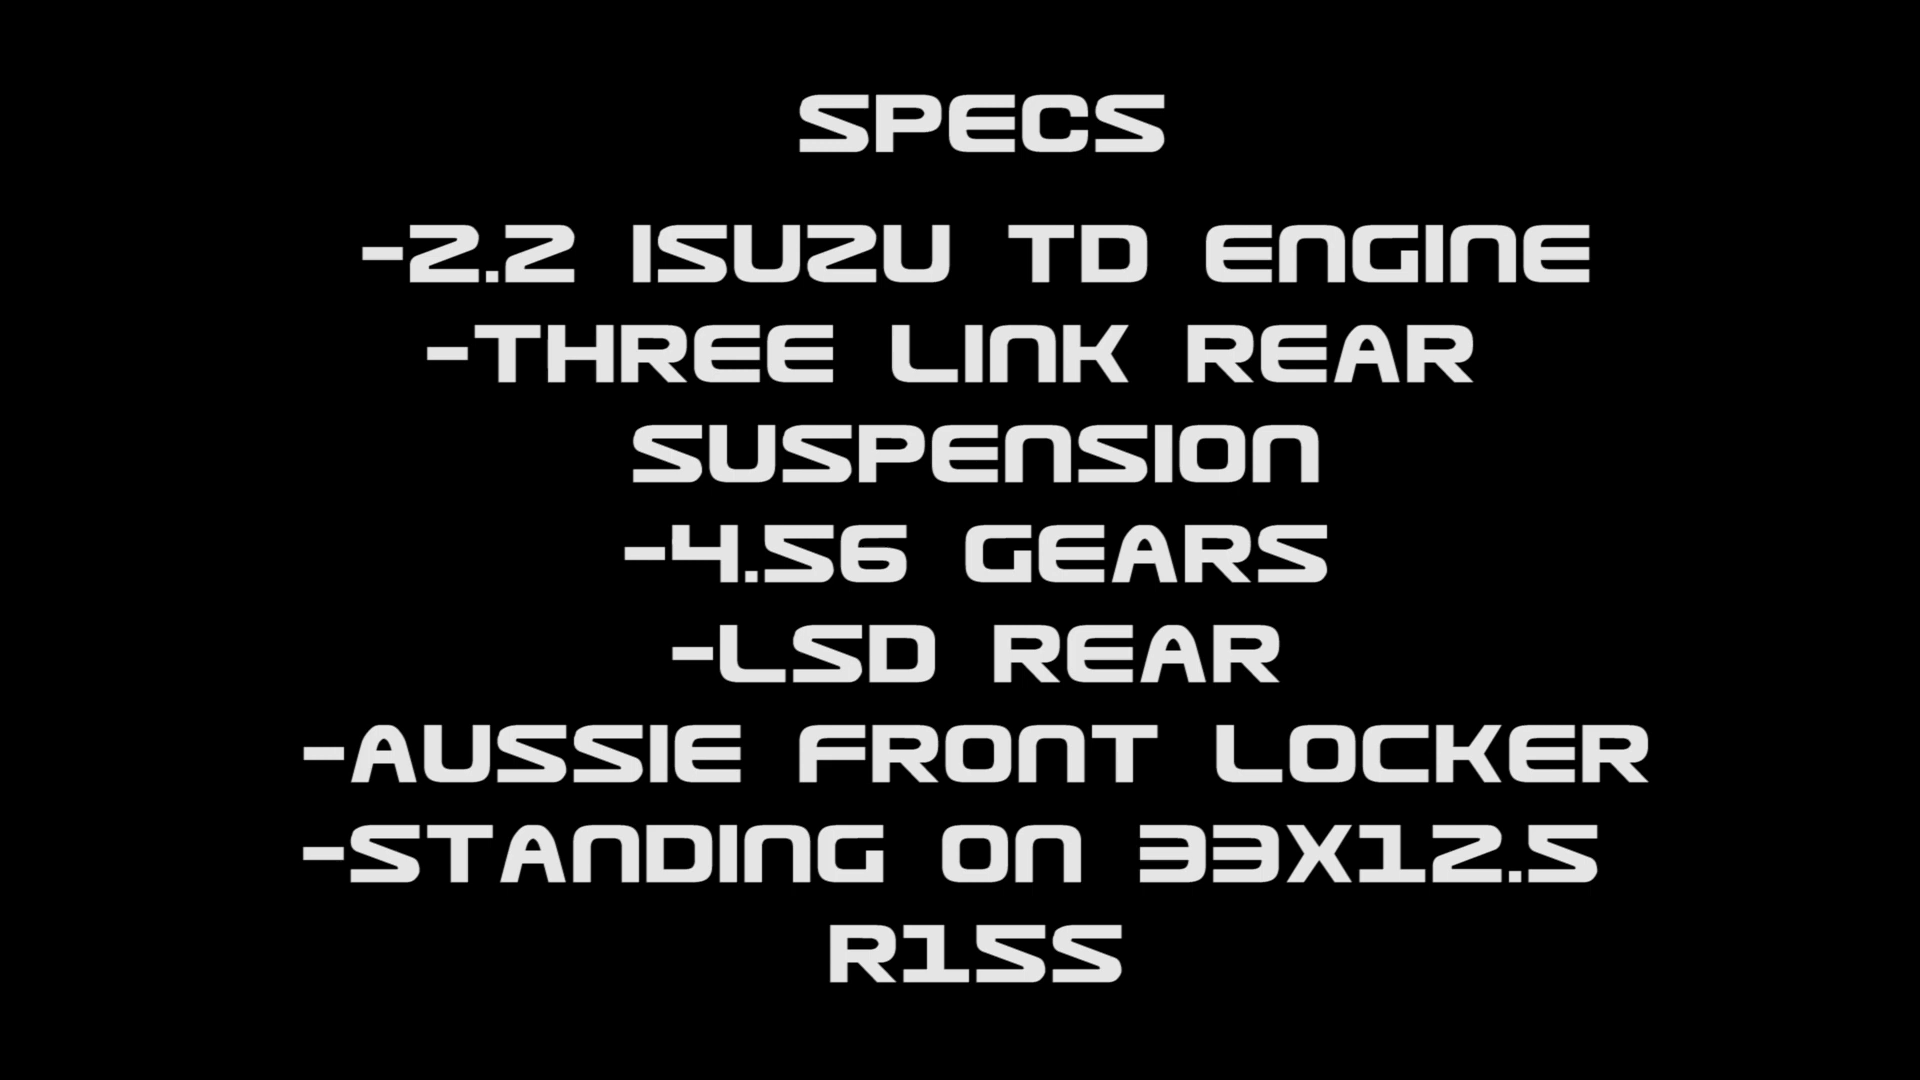 SPECS
-2.2 ISUZU TD ENGINE
-THREE LINK REAR
SUSPENSION
-4.56 GEARS
-LSD REAR
-AUSSIE FRONT LOCKER
-STANDING ON 33X12.5
R15S